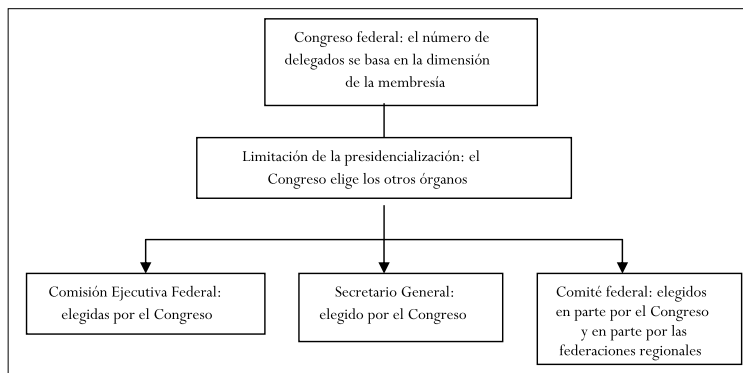 Congreso federal: el número de
delegados se basa en la dimensión
de la membresía
Limitación de la presidencialización: el
Congreso elige los otros órganos
Comisión Ejecutiva Federal:
elegidas por el Congreso
Secretario General:
elegido por el Congreso
Comité federal: elegidos
en parte por el Congreso
y en parte por las
federaciones regionales